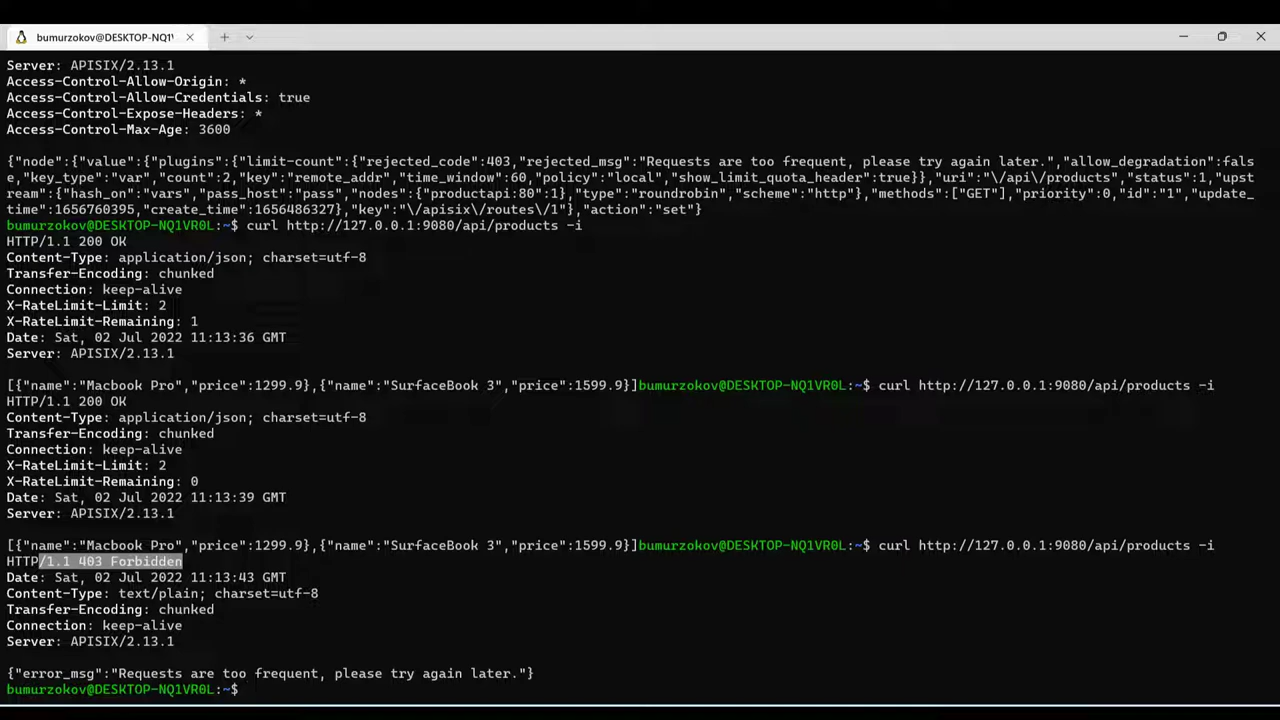 bumurzokov@DESKTOP-NQ1V
Server: APISIX/2.13.1
Access-Control-Allow-Origin: *
Access-Control-Allow-Credentials: true
Access-Control-Expose-Headers: *
Access-Control-Max-Age: 3600
{"node":{"value":{"plugins":{"limit-count":{"rejected_code":403,"rejected_msg":"Requests are too frequent, please try again later.","allow_degradation":fals
e,"key_type":"var","count":2,"key":"remote_addr","time_window":60,"policy":"local","show_limit_quota_header":true}},"uri":"\/api\/products","status":1,"upst
ream":{"hash_on":"vars","pass_host":"pass","nodes":{"productapi:80":1},"type":"roundrobin","scheme":"http"},"methods":["GET"],"priority":0,"id":"1","update_
time":1656760395,"create_time":1656486327},"key":"\/apisix\/routes\/1"},"action":"set"}
bumurzokov@DESKTOP-NQ1VR0L:~$ curl http://127.0.0.1:9080/api/products -i
HTTP/1.1 200 OK
Content-Type: application/json; charset=utf-8
Transfer-Encoding: chunked
Connection: keep-alive
X-RateLimit-Limit: 2
X-RateLimit-Remaining: 1
Date: Sat, 02 Jul 2022 11:13:36 GMT
Server: APISIX/2.13.1
[{"name":"Macbook Pro","price":1299.9},{"name":"SurfaceBook 3","price":1599.9}]bumurzokov@DESKTOP-NQ1VR0L:~$ curl http://127.0.0.1:9080/api/products -i
HTTP/1.1 200 OK
Content-Type: application/json; charset=utf-8
Transfer-Encoding: chunked
Connection: keep-alive
X-RateLimit-Limit: 2
X-RateLimit-Remaining: 0
Date: Sat, 02 Jul 2022 11:13:39 GMT
Server: APISIX/2.13.1
[{"name":"Macbook Pro","price":1299.9},{"name":"SurfaceBook 3","price":1599.9}]bumurzokov@DESKTOP-NQ1VR0L:~$ curl http://127.0.0.1:9080/api/products -i
HTTP/1.1 403 Forbidden
Date: Sat, 02 Jul 2022 11:13:43 GMT
Content-Type: text/plain; charset=utf-8
Transfer-Encoding: chunked
Connection: keep-alive
Server: APISIX/2.13.1
{"error_msg":"Requests are too frequent, please try again later."}
bumurzokov@DESKTOP-NQ1VR0L:~$